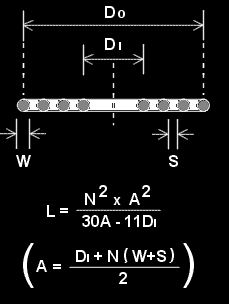 Do
Di
W S
L = N² x A² / 30A - 11Di
( A = Di + N ( W+S ) / 2 )